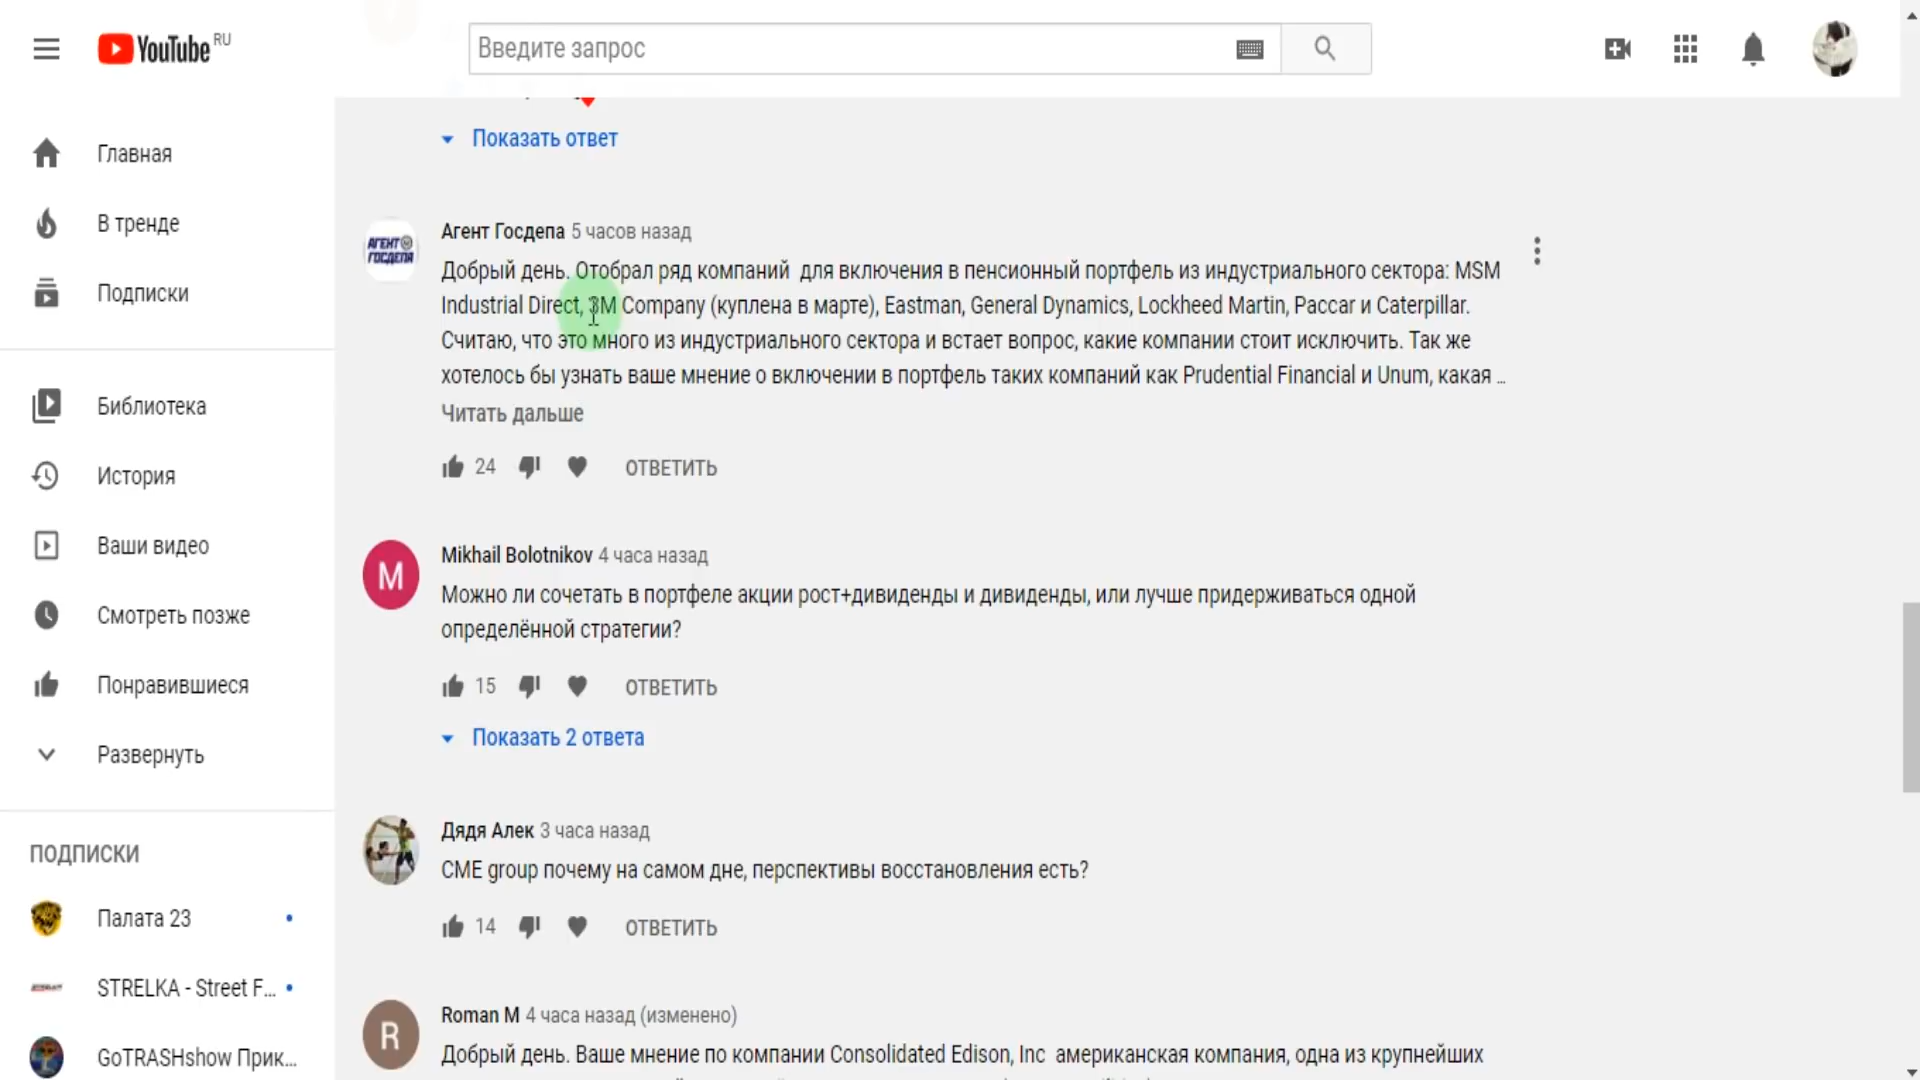 YouTube RU
Введите запрос
Главная
В тренде
Подписки
Библиотека
История
Ваши видео
Смотреть позже
Понравившиеся
Развернуть
ПОДПИСКИ
Палата 23
STRELKA - Street F...
GoTRASHshow Прик...
Показать ответ
АГЕНТ
ГОСДЕПА
Агент Госдепа 5 часов назад
Добрый день. Отобрал ряд компаний для включения в пенсионный портфель из индустриального сектора: MSM
Industrial Direct, 3M Company (куплена в марте), Eastman, General Dynamics, Lockheed Martin, Paccar и Caterpillar.
Считаю, что это много из индустриального сектора и встает вопрос, какие компании стоит исключить. Так же
хотелось бы узнать ваше мнение о включении в портфель таких компаний как Prudential Financial и Unum, какая ...
Читать дальше
24 ОТВЕТИТЬ
M
Mikhail Bolotnikov 4 часа назад
Можно ли сочетать в портфеле акции рост+дивиденды и дивиденды, или лучше придерживаться одной
определённой стратегии?
15 ОТВЕТИТЬ
Показать 2 ответа
Дядя Алек 3 часа назад
CME group почему на самом дне, перспективы восстановления есть?
14 ОТВЕТИТЬ
R
Roman M 4 часа назад (изменено)
Добрый день. Ваше мнение по компании Consolidated Edison, Inc американская компания, одна из крупнейших